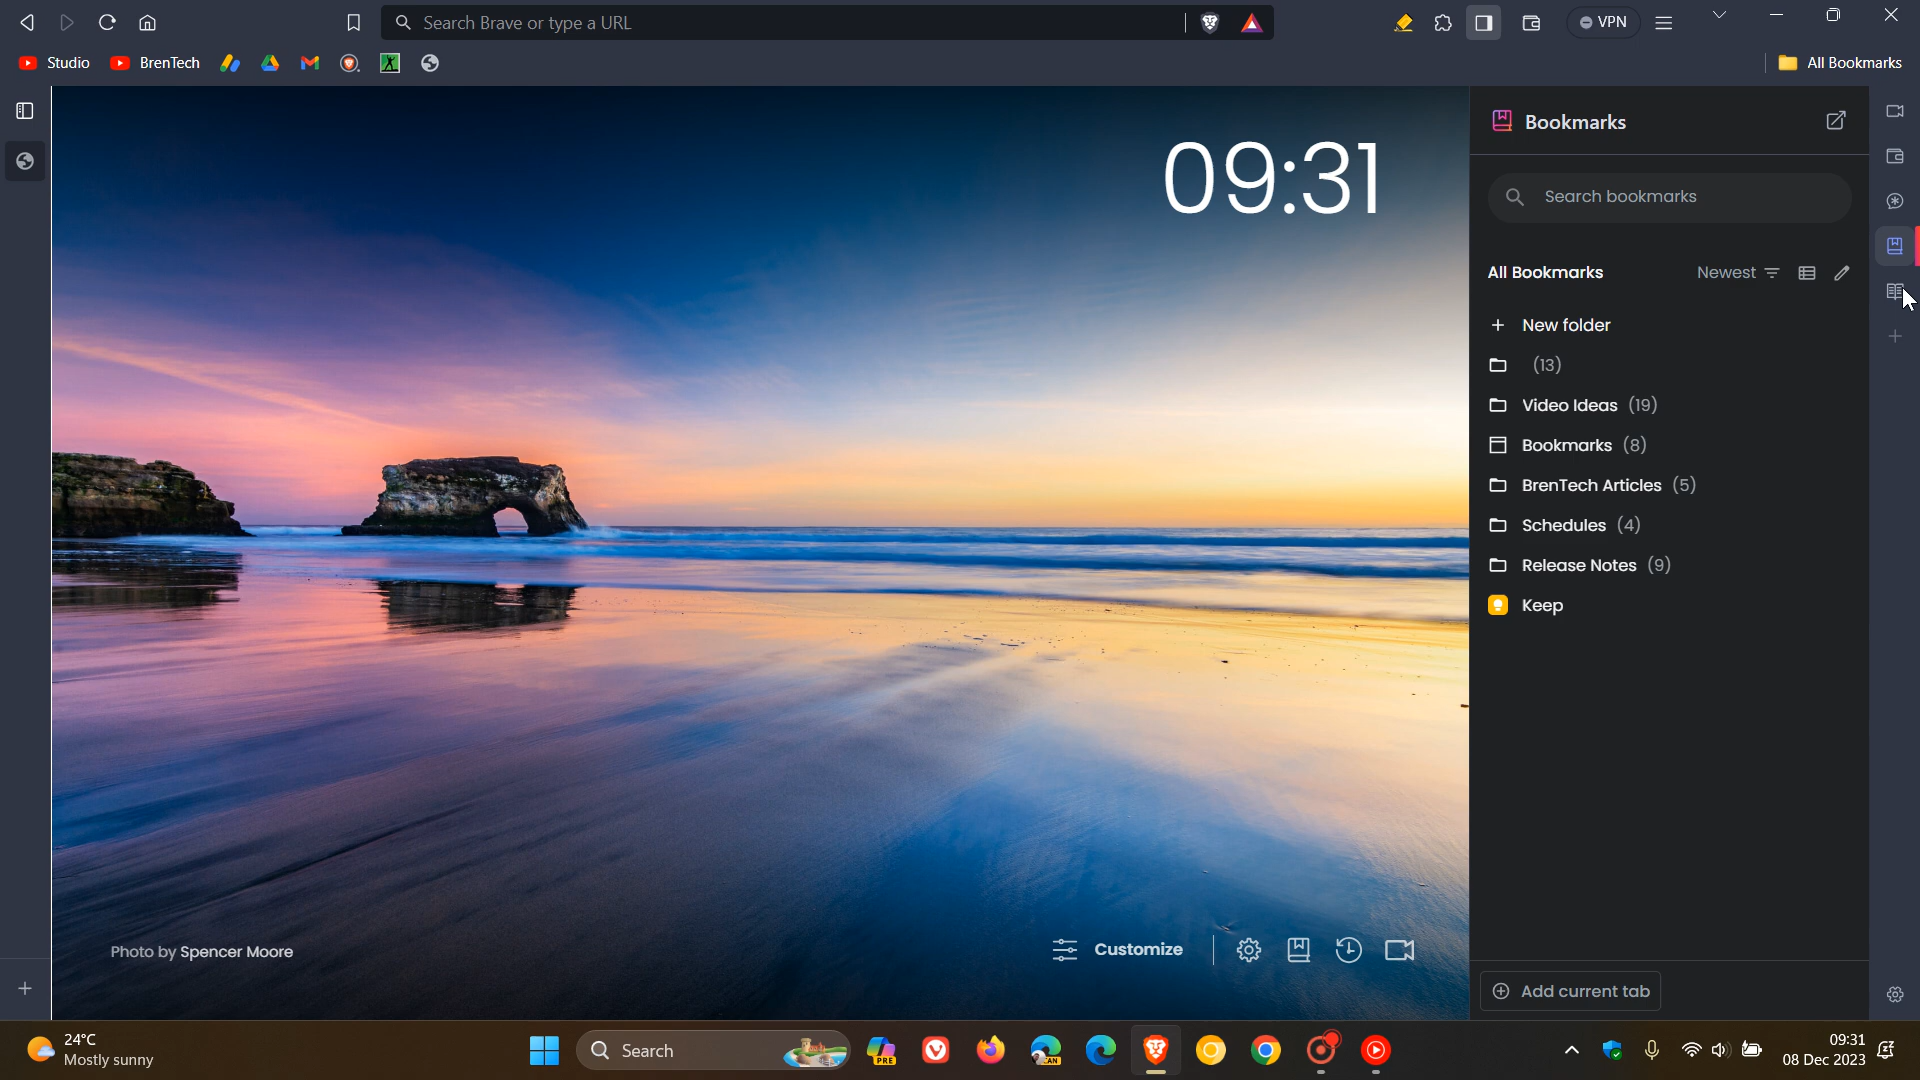 Search Brave or type a URL
VPN
Studio
BrenTech
All Bookmarks
09:31
Bookmarks
Search bookmarks
All Bookmarks
Newest
New folder
(13)
Video Ideas (19)
Bookmarks (8)
BrenTech Articles (5)
Schedules (4)
Release Notes (9)
Keep
Photo by Spencer Moore
Customize
Add current tab
24°C
Mostly sunny
Search
PRE
CAN
09:31
08 Dec 2023